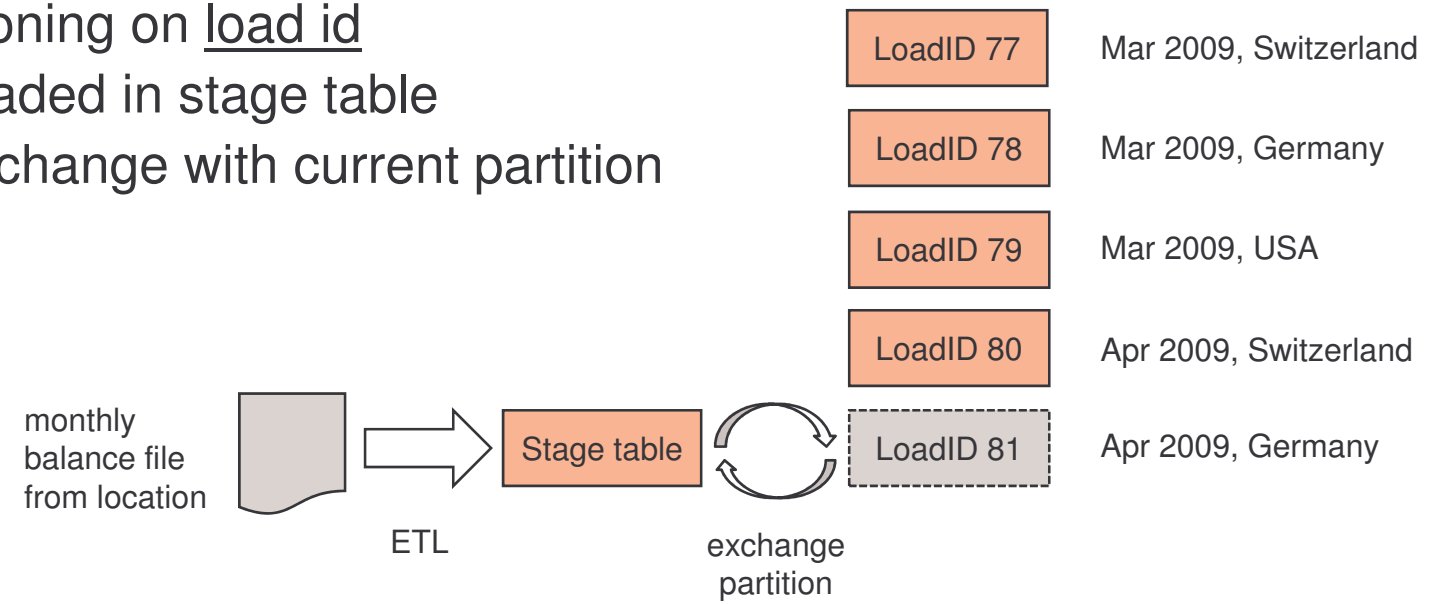 oning on load id
aded in stage table
change with current partition
LoadID 77 Mar 2009, Switzerland
LoadID 78 Mar 2009, Germany
LoadID 79 Mar 2009, USA
LoadID 80 Apr 2009, Switzerland
monthly
balance file
from location
ETL
Stage table
exchange
partition
LoadID 81 Apr 2009, Germany